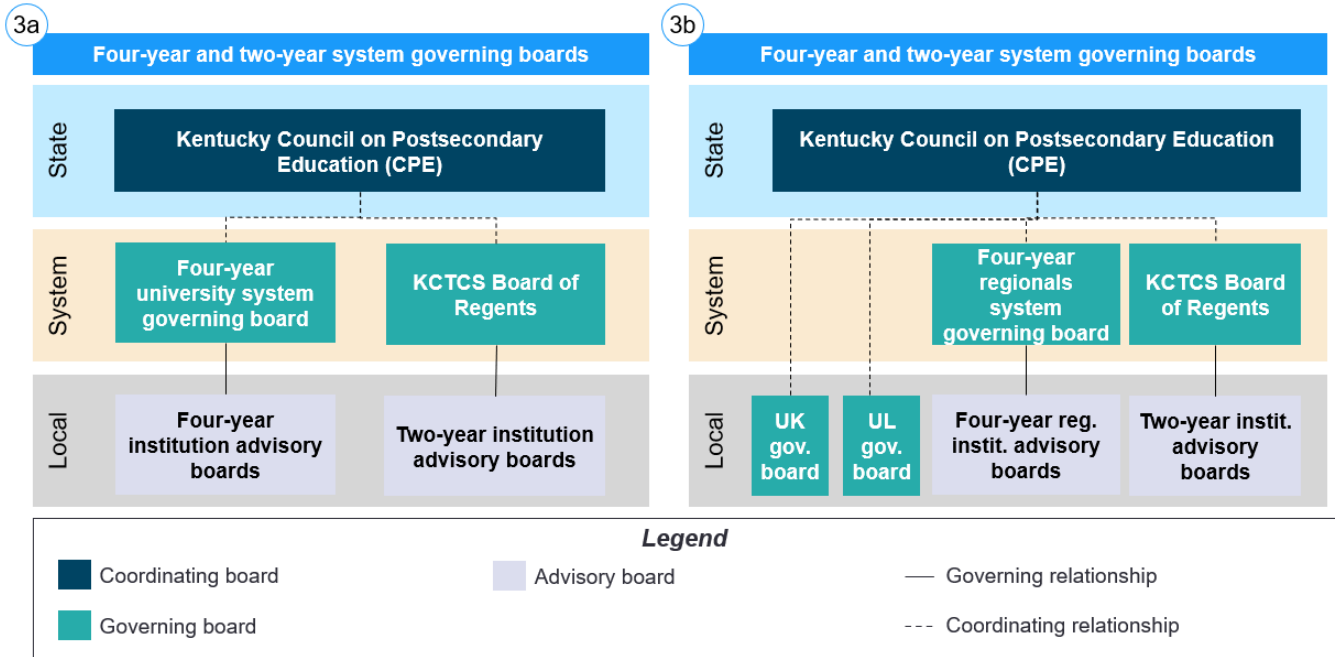 3a
Four-year and two-year system governing boards
State
Kentucky Council on Postsecondary
Education (CPE)
System
Four-year
university system
governing board
KCTCS Board of
Regents
Local
Four-year
institution advisory
boards
Two-year institution
advisory boards
3b
Four-year and two-year system governing boards
State
Kentucky Council on Postsecondary Education
(CPE)
System
Four-year
regionals
system
governing board
KCTCS Board
of Regents
Local
UK
gov.
board
UL
gov.
board
Four-year reg.
instit. advisory
boards
Two-year instit.
advisory
boards
Legend
Coordinating board
Advisory board
Governing relationship
Governing board
Coordinating relationship